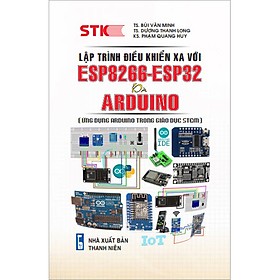 STK
TS. BÙI VĂN MINH
TS. DƯƠNG THANH LONG
KS. PHẠM QUANG HUY
LẬP TRÌNH ĐIỀU KHIỂN XA VỚI
ESP8266-ESP32
ARDUINO
[ ỨNG DỤNG ARDUINO TRONG GIÁO DỤC STEM ]
IDE
NHÀ XUẤT BẢN
THANH NIÊN
IoT